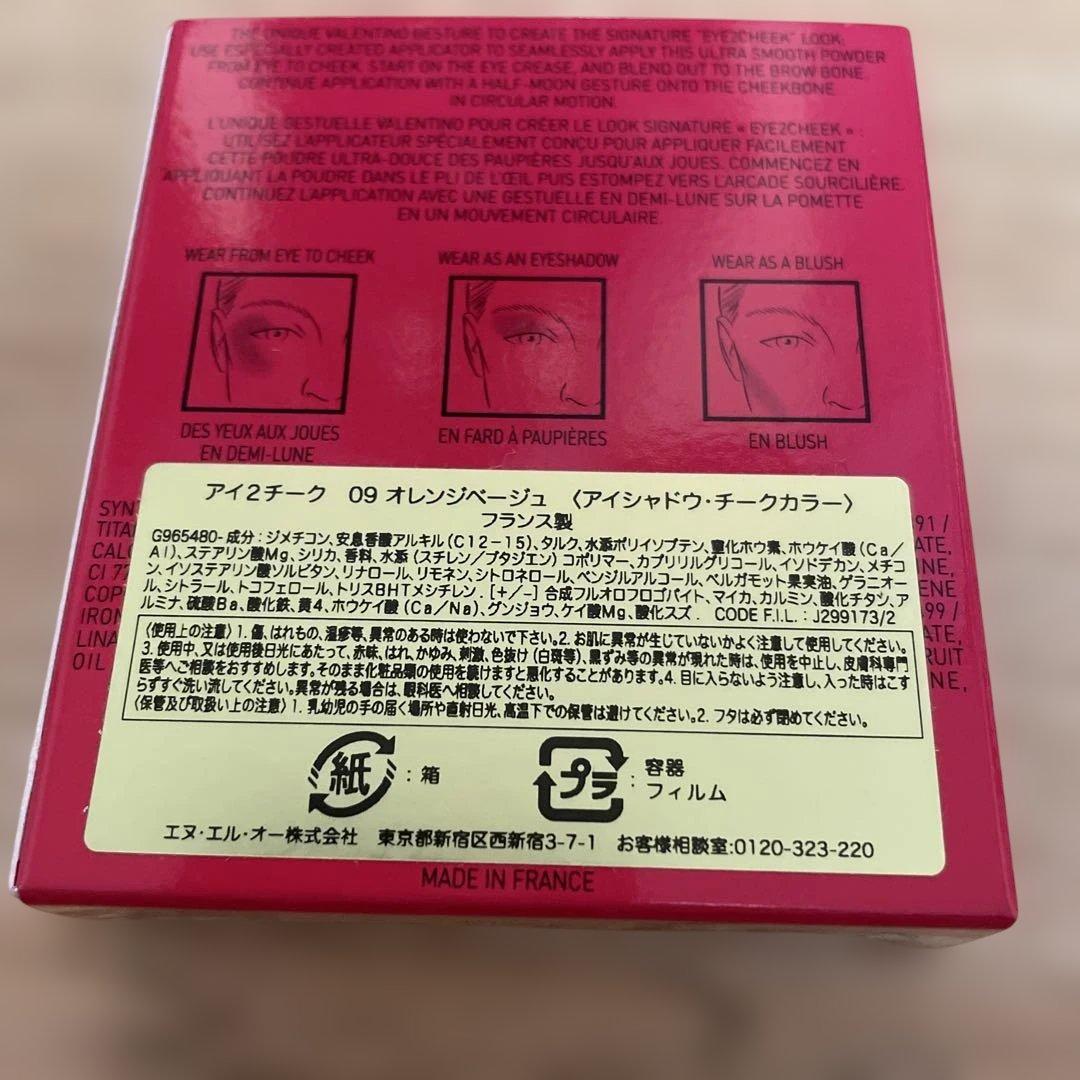 THE UNIQUE VALENTINO GESTURE TO CREATE THE SIGNATURE "EYE2CHEEK" LOOK:
USE ESPECIALLY CREATED APPLICATOR TO SEAMLESSLY APPLY THIS ULTRA SMOOTH POWDER
FROM EYE TO CHEEK. START ON THE EYE CREASE, AND BLEND OUT TO THE BROW BONE.
CONTINUE APPLICATION WITH A HALF-MOON GESTURE ONTO THE CHEEKBONE
IN CIRCULAR MOTION.
L'UNIQUE GESTUELLE VALENTINO POUR CRÉER LE LOOK SIGNATURE « EYE2CHEEK » :
UTILISEZ L'APPLICATEUR SPÉCIALEMENT CONÇU POUR APPLIQUER FACILEMENT
CETTE POUDRE ULTRA-DOUCE DES PAUPIÈRES JUSQU'AUX JOUES. COMMENCEZ EN
APPLIQUANT LA POUDRE DANS LE PLI DE L'ŒIL PUIS ESTOMPEZ VERS L'ARCADE SOURCILIÈRE.
CONTINUEZ L'APPLICATION AVEC UNE GESTUELLE EN DEMI-LUNE SUR LA POMETTE
EN UN MOUVEMENT CIRCULAIRE.
WEAR FROM EYE TO CHEEK WEAR AS AN EYESHADOW WEAR AS A BLUSH
DES YEUX AUX JOUES EN FARD À PAUPIÈRES EN BLUSH
EN DEMI-LUNE
アイ2チーク 09 オレンジベージュ 〈アイシャドウ・チークカラー〉
フランス製
G965480- 成分：ジメチコン、安息香酸アルキル(C12-15)、タルク、水添ポリイソブテン、窒化ホウ素、ホウケイ酸(Ca/
Al)、ステアリン酸Mg、シリカ、香料、水添(スチレン/ブタジエン)コポリマー、カプリリルグリコール、イソドデカン、メチコ
ン、イソステアリン酸ソルビタン、リナロール、リモネン、シトロネロール、ベンジルアルコール、ベルガモット果実油、ゲラニオー
ル、シトラール、トコフェロール、トリスBHTメシチレン．[+/-] 合成フルオロフロゴパイト、マイカ、カルミン、酸化チタン、ア
ルミナ、硫酸Ba、酸化鉄、黄4、ホウケイ酸(Ca/Na)、グンジョウ、ケイ酸Mg、酸化スズ． CODE F.I.L.：J299173/2
〈使用上の注意〉1. 傷、はれもの、湿疹等、異常のある時は使わないで下さい。2. お肌に異常が生じていないかよく注意して使用してください。
3. 使用中、又は使用後日光にあたって、赤味、はれ、かゆみ、刺激、色抜け(白斑等)、黒ずみ等の異常が現れた時は、使用を中止し、皮膚科専門
医等へご相談をおすすめします。そのまま化粧品類の使用を続けますと悪化することがあります。4. 目に入らないよう注意し、入った時はこす
らずすぐ洗い流してください。異常が残る場合は、眼科医へ相談してください。
〈保管及び取扱い上の注意〉1. 乳幼児の手の届く場所や直射日光、高温下での保管は避けてください。2. フタは必ず閉めてください。
紙：箱 プラ：容器
フィルム
エヌ・エル・オー株式会社 東京都新宿区西新宿3-7-1 お客様相談室:0120-323-220
MADE IN FRANCE